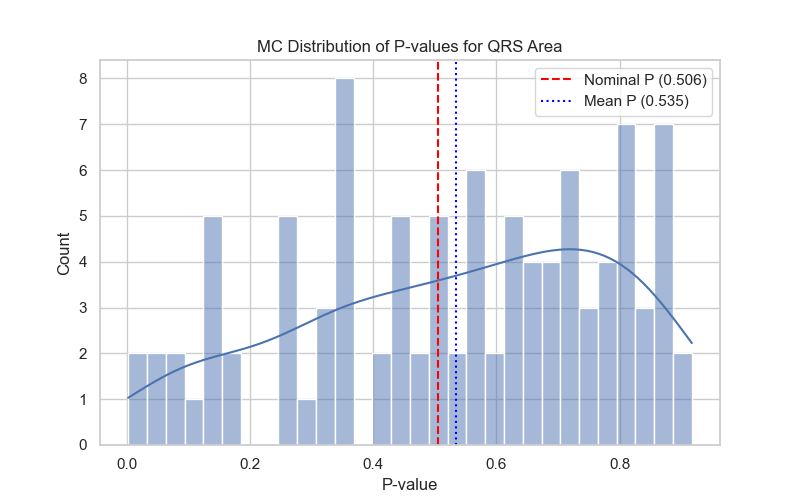 MC Distribution of P-values for QRS Area
Nominal P (0.506)
Mean P (0.535)
8
7
6
5
4
3
2
1
0
Count
0.0 0.2 0.4 0.6 0.8
P-value